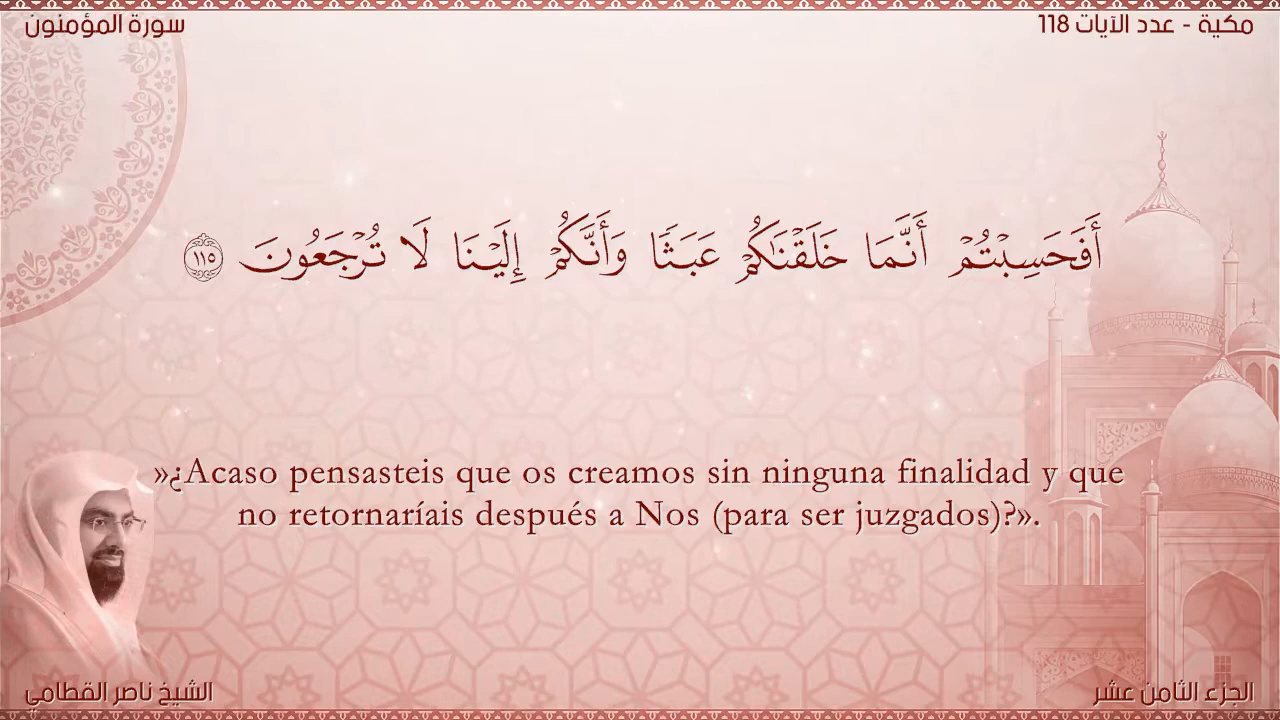 سورة المؤمنون
مكية - عدد الآيات 118
أَفَحَسِبْتُمْ أَنَّمَا خَلَقْنَٰكُمْ عَبَثًا وَأَنَّكُمْ إِلَيْنَا لَا تُرْجَعُونَ ١١٥
»¿Acaso pensasteis que os creamos sin ninguna finalidad y que
no retornaríais después a Nos (para ser juzgados)?».
الشيخ ناصر القطامي
الجزء الثامن عشر